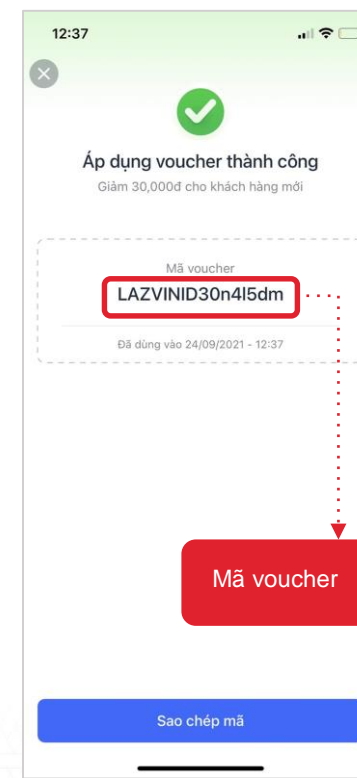 12:37
Áp dụng voucher thành công
Giảm 30,000đ cho khách hàng mới
Mã voucher
LAZVINID30n4l5dm
Đã dùng vào 24/09/2021 - 12:37
Mã voucher
Sao chép mã